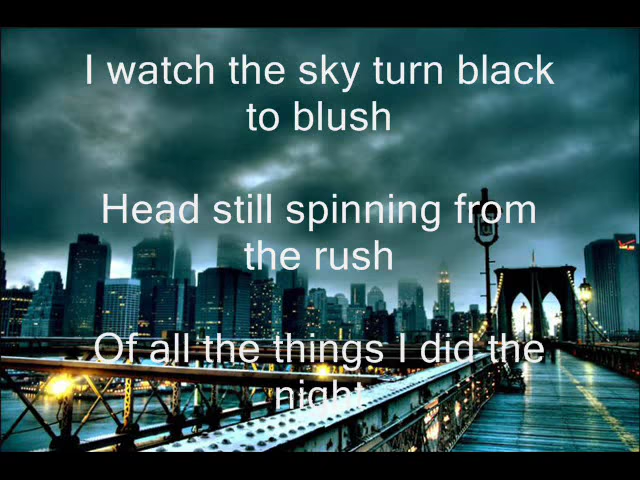 I watch the sky turn black
to blush
Head still spinning from
the rush
Of all the things I did the
night